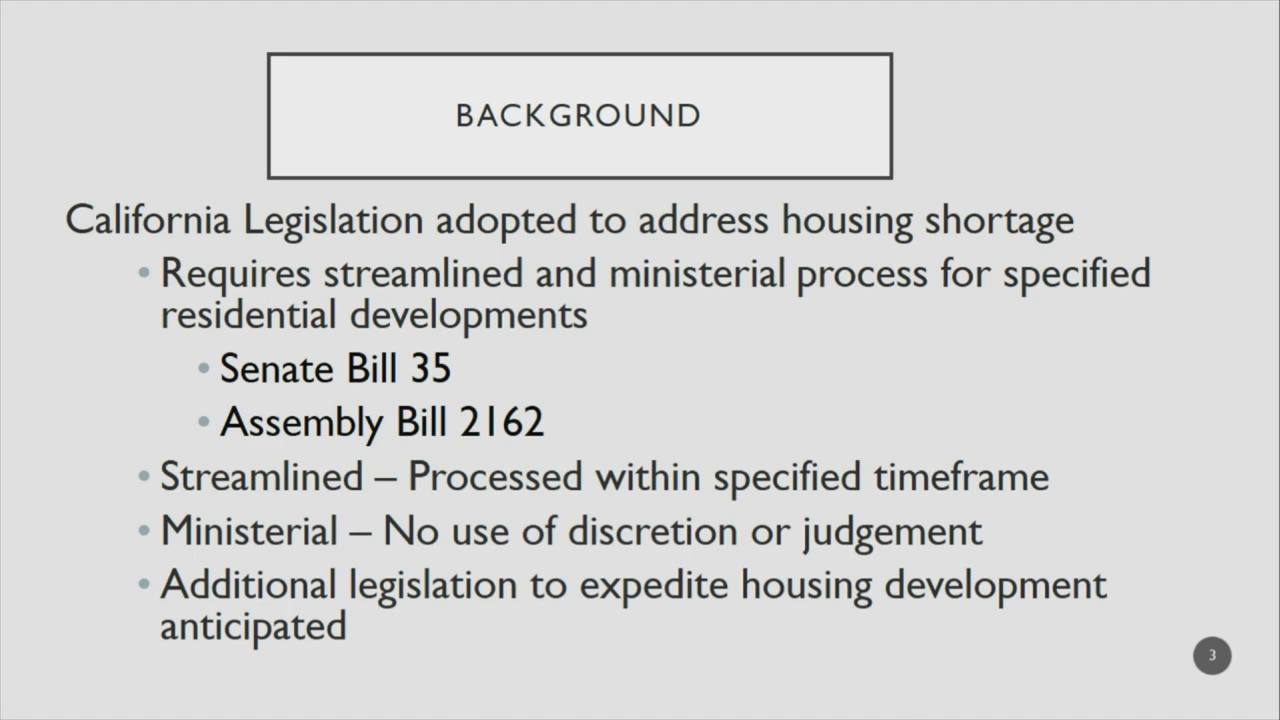 BACKGROUND
California Legislation adopted to address housing shortage
• Requires streamlined and ministerial process for specified
residential developments
• Senate Bill 35
• Assembly Bill 2162
• Streamlined – Processed within specified timeframe
• Ministerial – No use of discretion or judgement
• Additional legislation to expedite housing development
anticipated
3